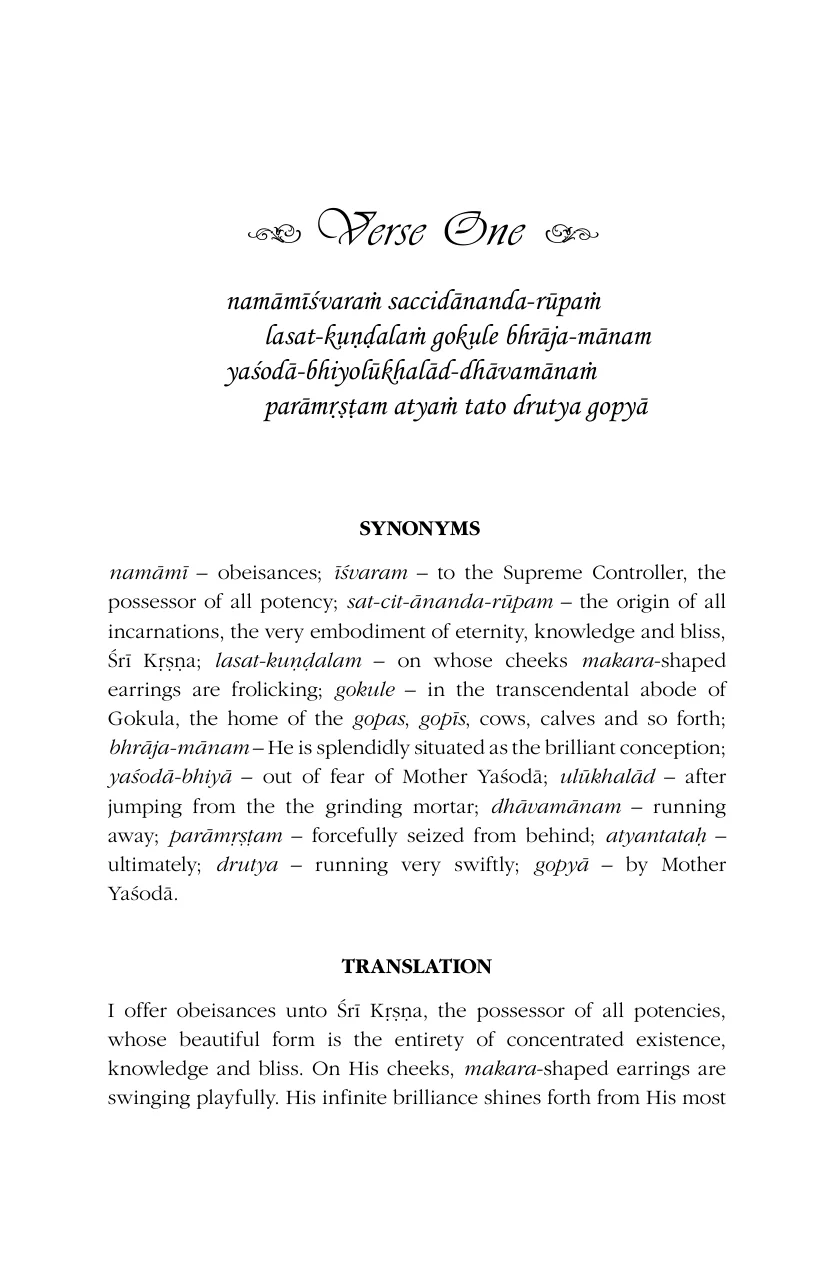 Verse One
namāmīśvaraṁ saccidānanda-rūpaṁ
lasat-kuṇḍalaṁ gokule bhrāja-mānam
yaśodā-bhiyolūkhalād-dhāvamānaṁ
parāmṛṣṭam atyaṁ tato drutya gopyā
SYNONYMS
namāmī – obeisances; īśvaram – to the Supreme Controller, the
possessor of all potency; sat-cit-ānanda-rūpam – the origin of all
incarnations, the very embodiment of eternity, knowledge and bliss,
Śrī Kṛṣṇa; lasat-kuṇḍalam – on whose cheeks makara-shaped
earrings are frolicking; gokule – in the transcendental abode of
Gokula, the home of the gopas, gopīs, cows, calves and so forth;
bhrāja-mānam – He is splendidly situated as the brilliant conception;
yaśodā-bhiyā – out of fear of Mother Yaśodā; ulūkhalād – after
jumping from the the grinding mortar; dhāvamānam – running
away; parāmṛṣṭam – forcefully seized from behind; atyantataḥ –
ultimately; drutya – running very swiftly; gopyā – by Mother
Yaśodā.
TRANSLATION
I offer obeisances unto Śrī Kṛṣṇa, the possessor of all potencies,
whose beautiful form is the entirety of concentrated existence,
knowledge and bliss. On His cheeks, makara-shaped earrings are
swinging playfully. His infinite brilliance shines forth from His most